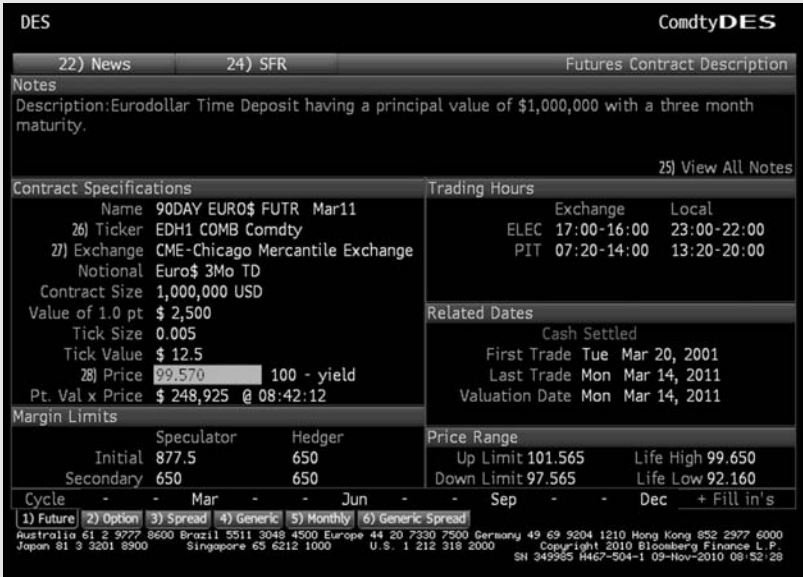 DES ComdtyDES
22) News 24) SFR Futures Contract Description
Notes
Description:Eurodollar Time Deposit having a principal value of $1,000,000 with a three month
maturity.
25) View All Notes
Contract Specifications
Name 90DAY EURO$ FUTR Mar11
26) Ticker EDH1 COMB Comdty
27) Exchange CME-Chicago Mercantile Exchange
Notional Euro$ 3Mo TD
Contract Size 1,000,000 USD
Value of 1.0 pt $ 2,500
Tick Size 0.005
Tick Value $ 12.5
28) Price 99.570 100 - yield
Pt. Val x Price $ 248,925 @ 08:42:12
Trading Hours
Exchange Local
ELEC 17:00-16:00 23:00-22:00
PIT 07:20-14:00 13:20-20:00
Related Dates
Cash Settled
First Trade Tue Mar 20, 2001
Last Trade Mon Mar 14, 2011
Valuation Date Mon Mar 14, 2011
Margin Limits
Speculator Hedger
Initial 877.5 650
Secondary 650 650
Price Range
Up Limit 101.565 Life High 99.650
Down Limit 97.565 Life Low 92.160
Cycle - - Mar - - Jun - - Sep - - Dec + Fill in's
1) Future 2) Option 3) Spread 4) Generic 5) Monthly 6) Generic Spread
Australia 61 2 9777 8600 Brazil 5511 3048 4500 Europe 44 20 7330 7500 Germany 49 69 9204 1210 Hong Kong 852 2977 6000
Japan 81 3 3201 8900 Singapore 65 6212 1000 U.S. 1 212 318 2000 Copyright 2010 Bloomberg Finance L.P.
SN 349985 H467-504-1 09-Nov-2010 08:52:28